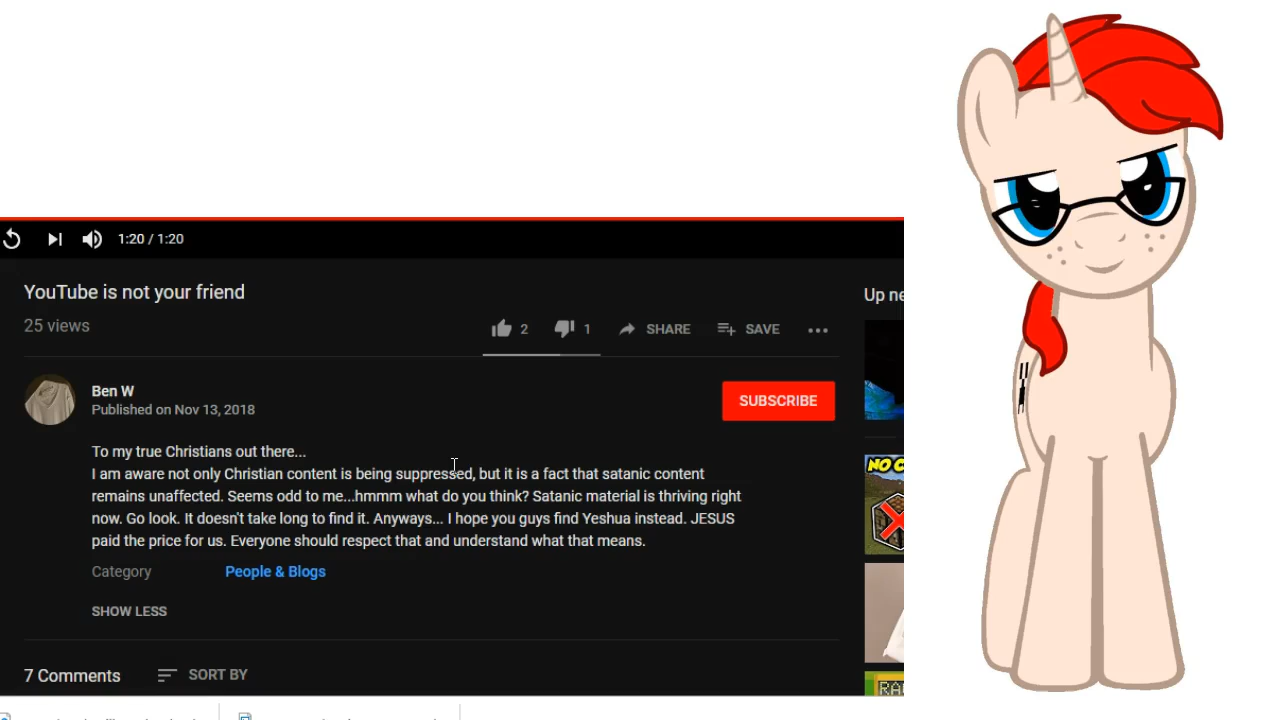 1:20 / 1:20
YouTube is not your friend
Up ne
25 views
2 1 SHARE SAVE
Ben W
Published on Nov 13, 2018
SUBSCRIBE
To my true Christians out there...
I am aware not only Christian content is being suppressed, but it is a fact that satanic content
remains unaffected. Seems odd to me...hmmm what do you think? Satanic material is thriving right
now. Go look. It doesn't take long to find it. Anyways... I hope you guys find Yeshua instead. JESUS
paid the price for us. Everyone should respect that and understand what that means.
NO C
Category People & Blogs
SHOW LESS
7 Comments SORT BY
RA